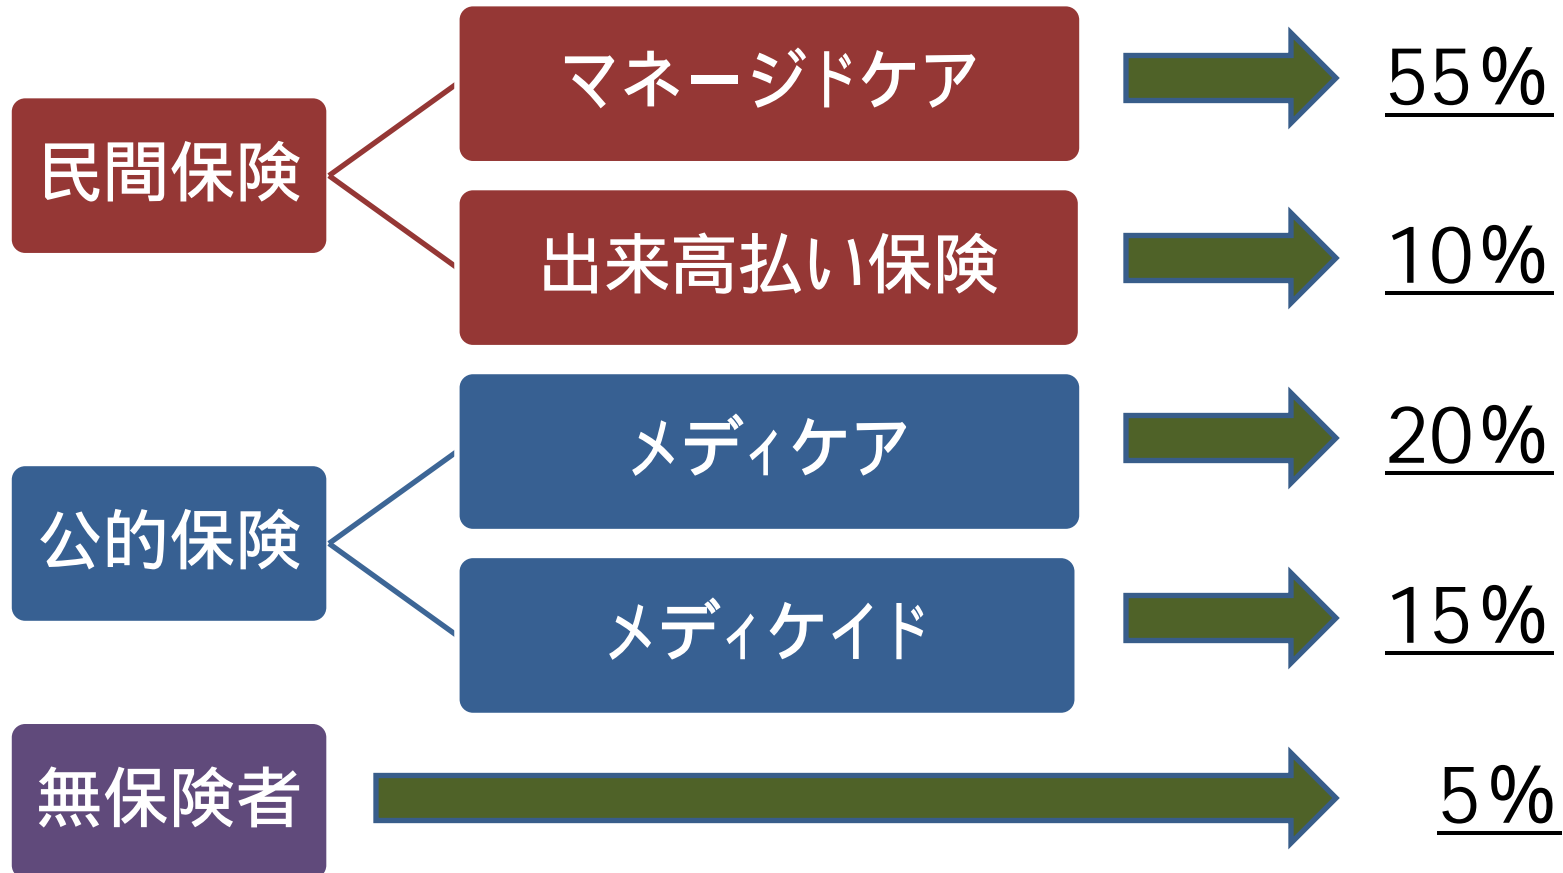 民間保険
マネージドケア
55%
出来高払い保険
10%
公的保険
メディケア
20%
メディケイド
15%
無保険者
5%